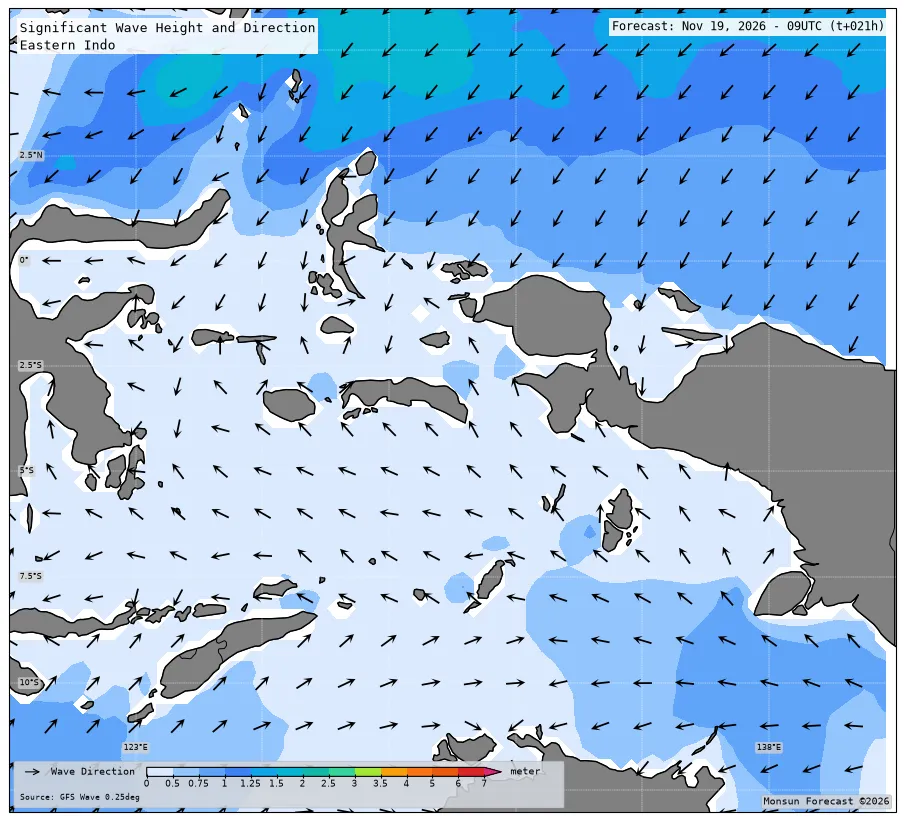 Significant Wave Height and Direction
Eastern Indo
Forecast: Nov 19, 2026 - 09UTC (t+021h)
2.5°N
0°
2.5°S
5°S
7.5°S
10°S
123°E
138°E
Wave Direction
meter
0 0.5 0.75 1 1.25 1.5 2 2.5 3 3.5 4 5 6 7
Source: GFS Wave 0.25deg
Monsun Forecast ©2026